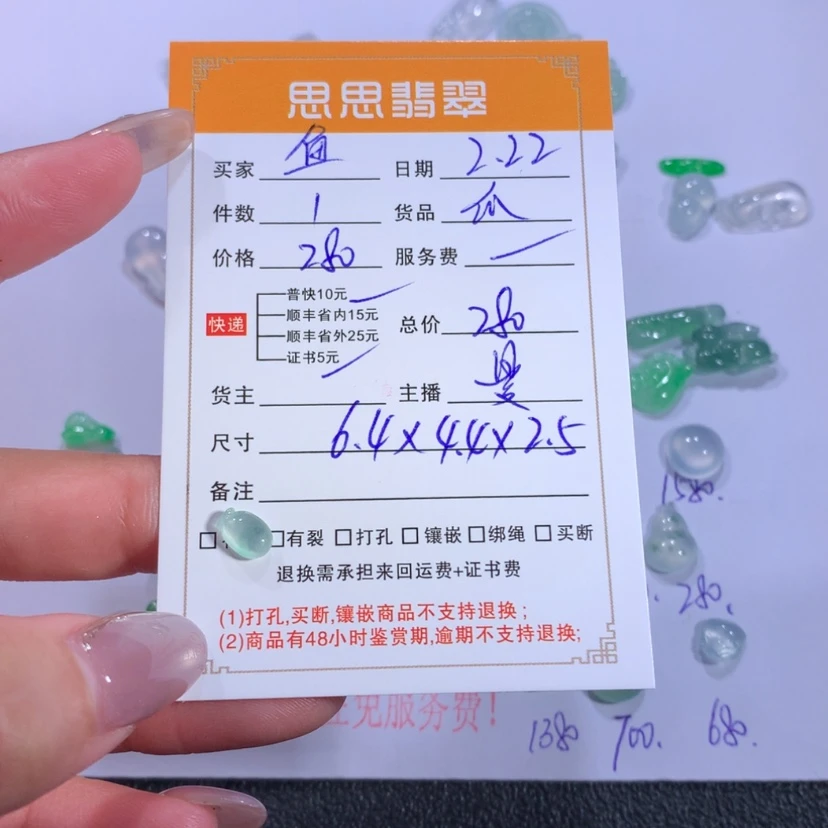 思思翡翠
买家 鱼 日期 2.22
件数 1 货品 瓜
价格 280 服务费
快递
普快10元
顺丰省内15元
顺丰省外25元
证书5元
总价 280
货主 主播
尺寸 6.4×4.4×2.5
备注
□ □有裂 □打孔 □镶嵌 □绑绳 □买断
退换需承担来回运费+证书费
(1)打孔,买断,镶嵌商品不支持退换;
(2)商品有48小时鉴赏期,逾期不支持退换;
1580.
280.
免服务费!
1380 700. 680.